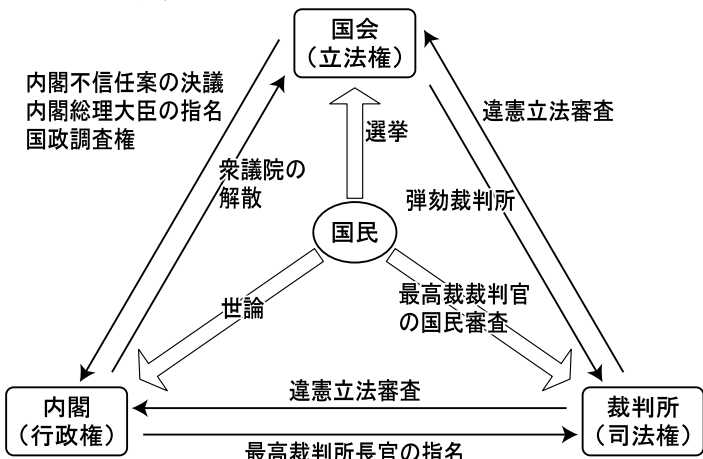 国会
（立法権）
内閣不信任案の決議
内閣総理大臣の指名
国政調査権
違憲立法審査
選挙
衆議院の
解散
弾劾裁判所
国民
世論
最高裁裁判官
の国民審査
違憲立法審査
内閣
（行政権）
裁判所
（司法権）
最高裁判所長官の指名